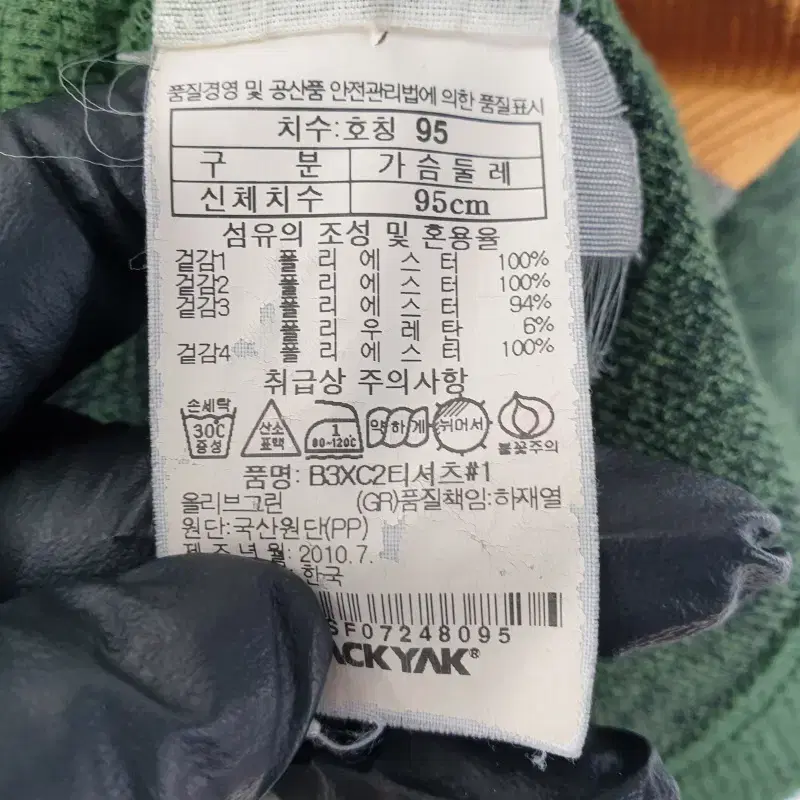 품질경영 및 공산품 안전관리법에 의한 품질표시
치수:호칭 95
구 분 가슴둘레
신체치수 95cm
섬유의 조성 및 혼용율
겉감1 폴리에스터 100%
겉감2 폴리에스터 100%
겉감3 폴리에스터 94%
폴리우레탄 6%
겉감4 폴리에스터 100%
취급상 주의사항
손세탁 30℃ 중성
산소 표백
1 80~120℃
약하게
뉘어서
불꽃주의
품명: B3XC2티셔츠#1
올리브그린 (GR)품질책임:하재열
원단:국산원단(PP)
제조년월: 2010.7.
한국
SF07248095
ACKYAK®